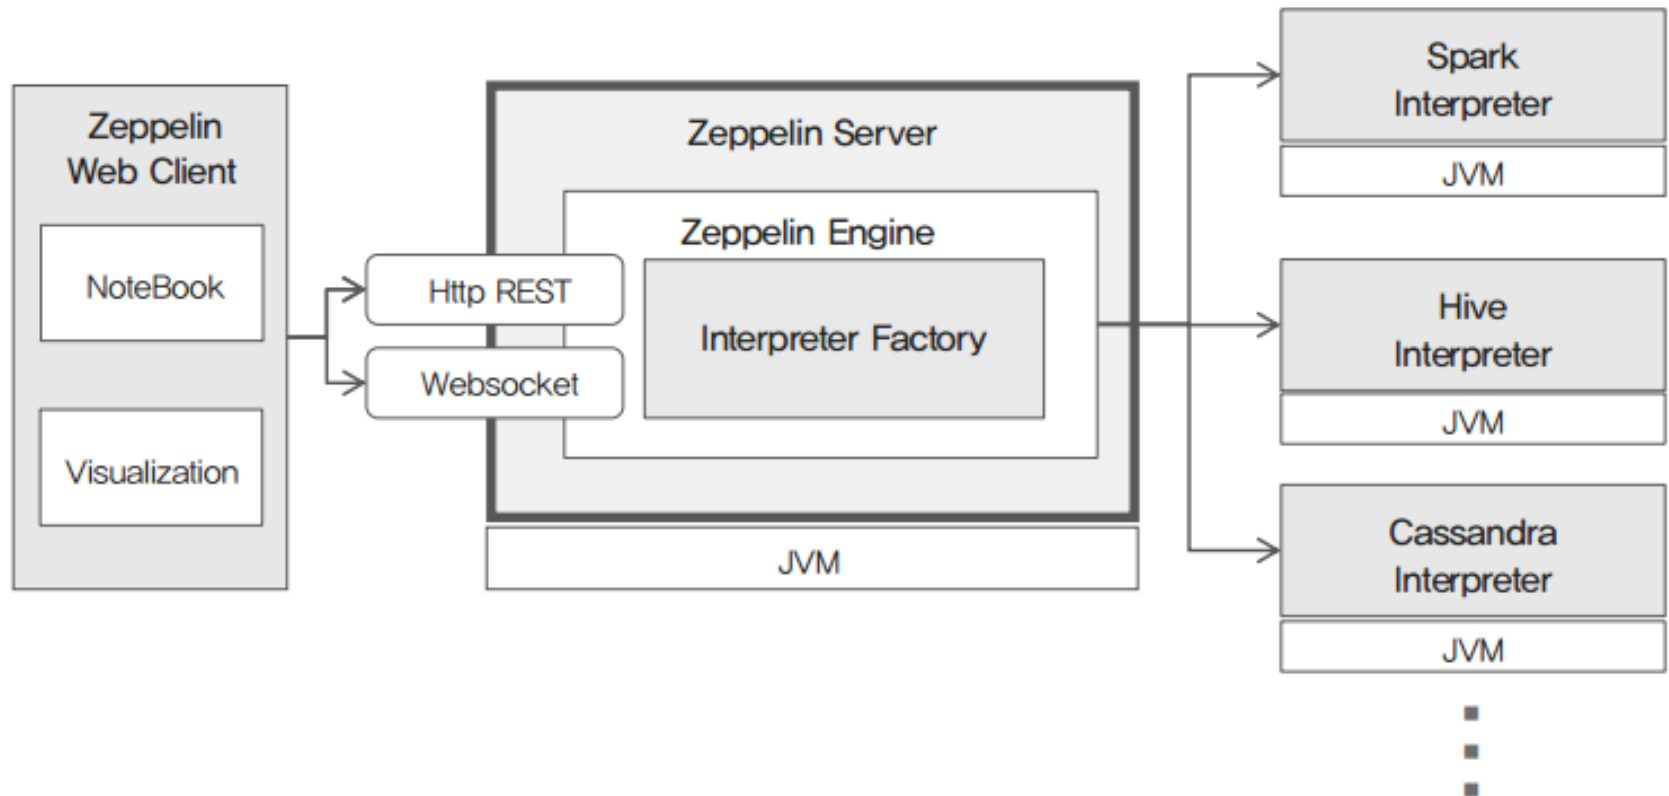 Zeppelin
Web Client
NoteBook
Visualization
Http REST
Websocket
Zeppelin Server
Zeppelin Engine
Interpreter Factory
JVM
Spark
Interpreter
JVM
Hive
Interpreter
JVM
Cassandra
Interpreter
JVM